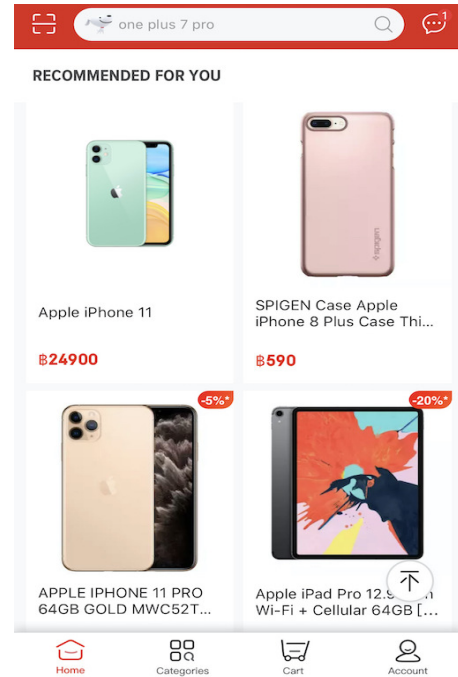 one plus 7 pro
1
RECOMMENDED FOR YOU
Apple iPhone 11
฿24900
SPIGEN Case Apple
iPhone 8 Plus Case Thi...
฿590
spigen
-5%*
APPLE IPHONE 11 PRO
64GB GOLD MWC52T...
-20%*
Apple iPad Pro 12.9
Wi-Fi + Cellular 64GB [...
Home
Categories
Cart
Account